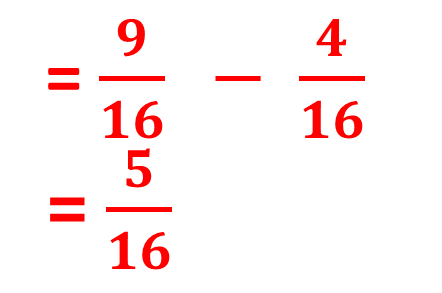 = 9/16 − 4/16
= 5/16